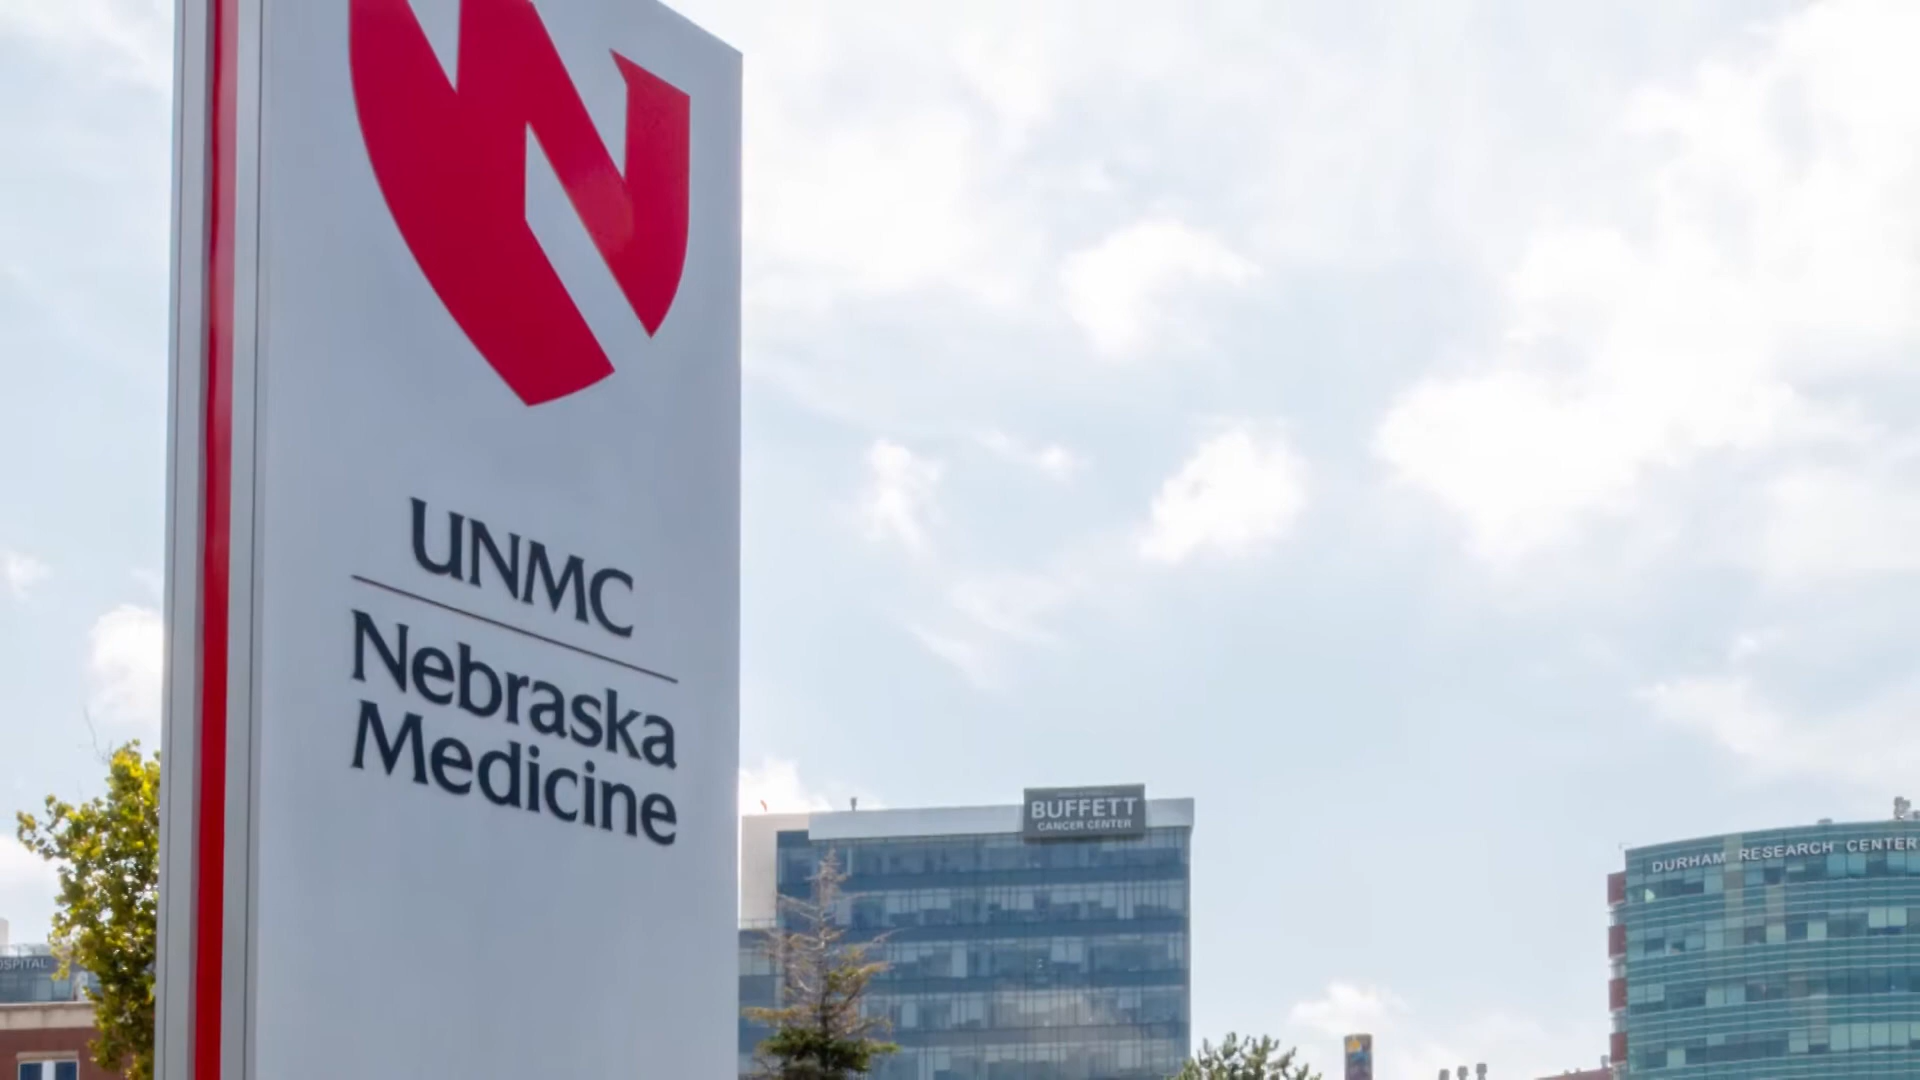 UNMC
Nebraska
Medicine
BUFFETT
CANCER CENTER
DURHAM RESEARCH CENTER